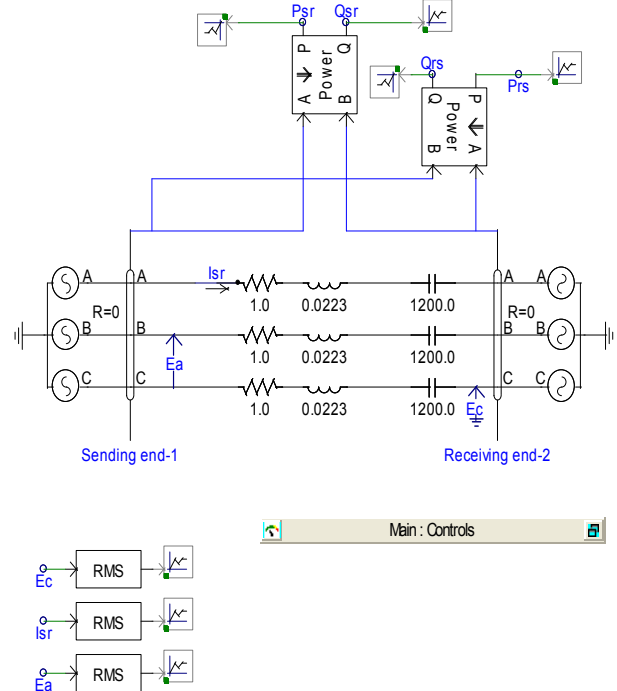 Psr Qsr
P Q
Power
A B
Qrs
Prs
Q P
Power
B A
A A Isr A A
1.0 0.0223 1200.0
R=0 R=0
B B B B
Ea
1.0 0.0223 1200.0
C C C C
1.0 0.0223 1200.0 Ec
Sending end-1 Receiving end-2
Main : Controls
RMS
Ec
RMS
Isr
RMS
Ea